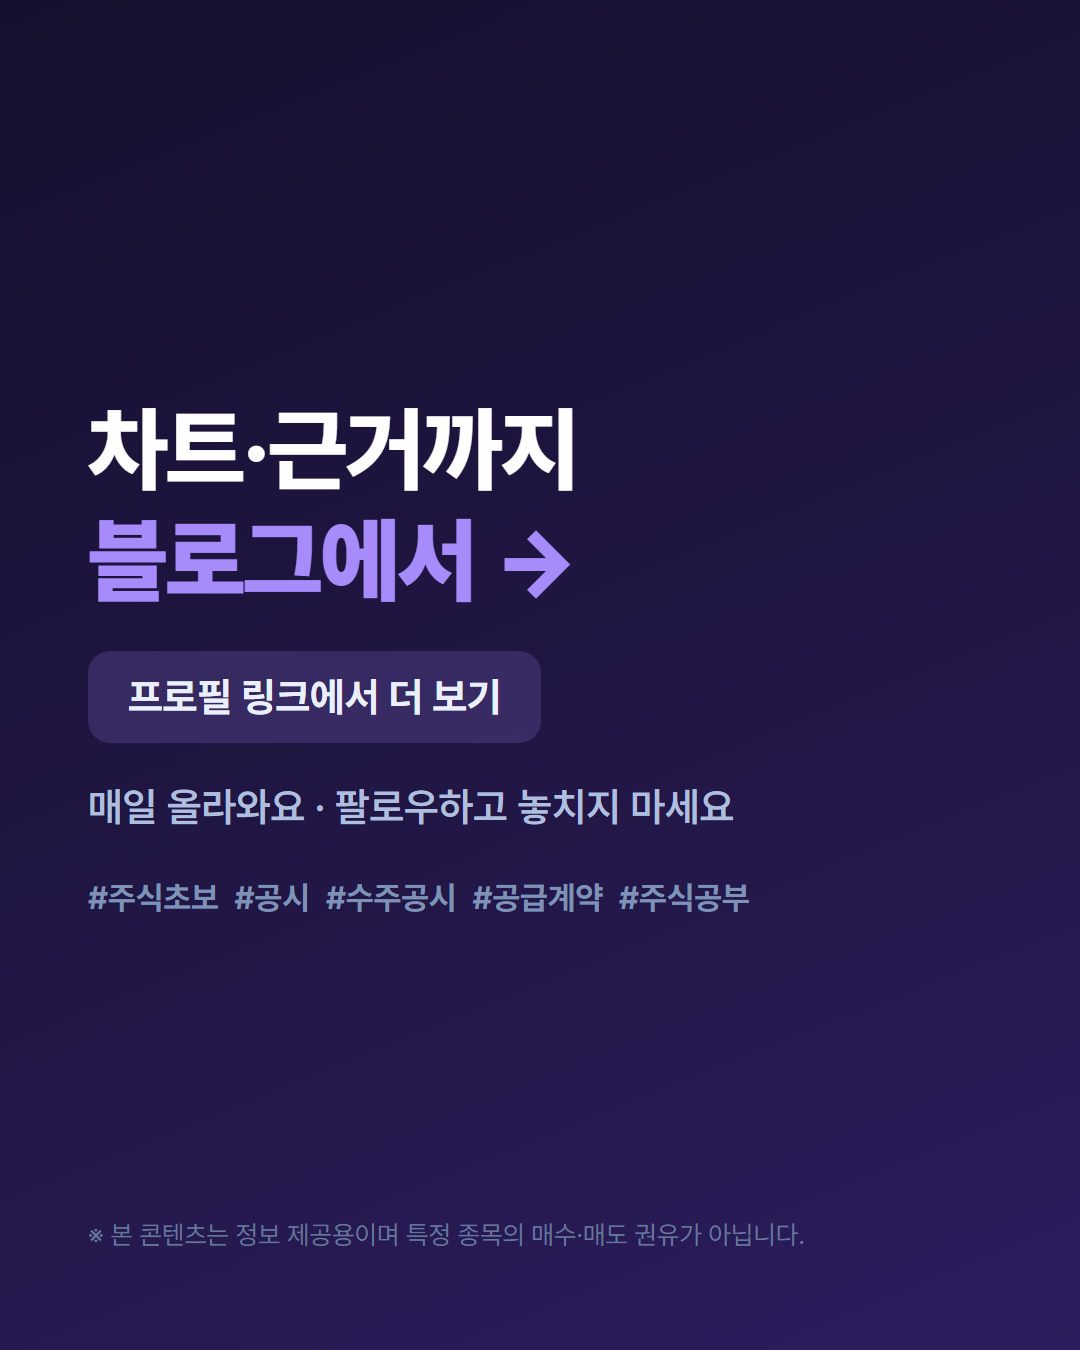 차트·근거까지
블로그에서 →
프로필 링크에서 더 보기
매일 올라와요 · 팔로우하고 놓치지 마세요
#주식초보 #공시 #수주공시 #공급계약 #주식공부
※ 본 콘텐츠는 정보 제공용이며 특정 종목의 매수·매도 권유가 아닙니다.